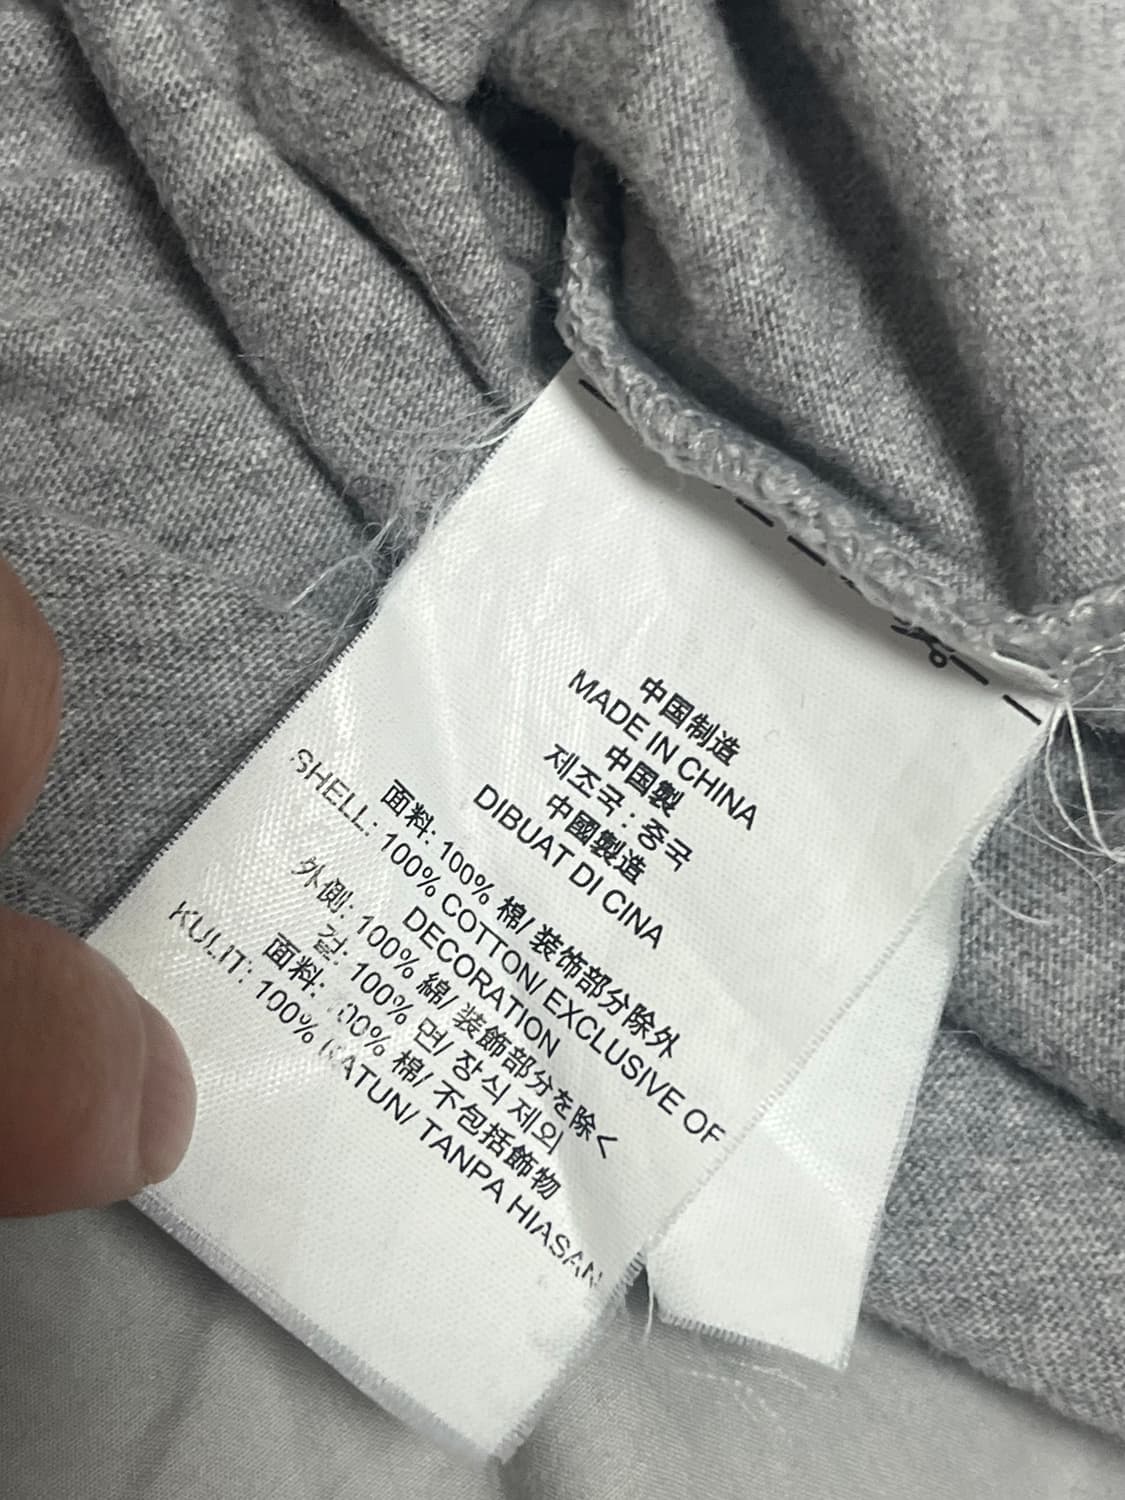 中国制造
MADE IN CHINA
中国製
제조국 : 중국
中國製造
DIBUAT DI CINA
面料: 100% 棉/ 装饰部分除外
SHELL: 100% COTTON/ EXCLUSIVE OF
DECORATION
外側: 100% 綿/ 装飾部分を除く
겉: 100% 면/ 장식 제외
面料: 100% 棉/ 不包括飾物
KULIT: 100% KATUN/ TANPA HIASAN